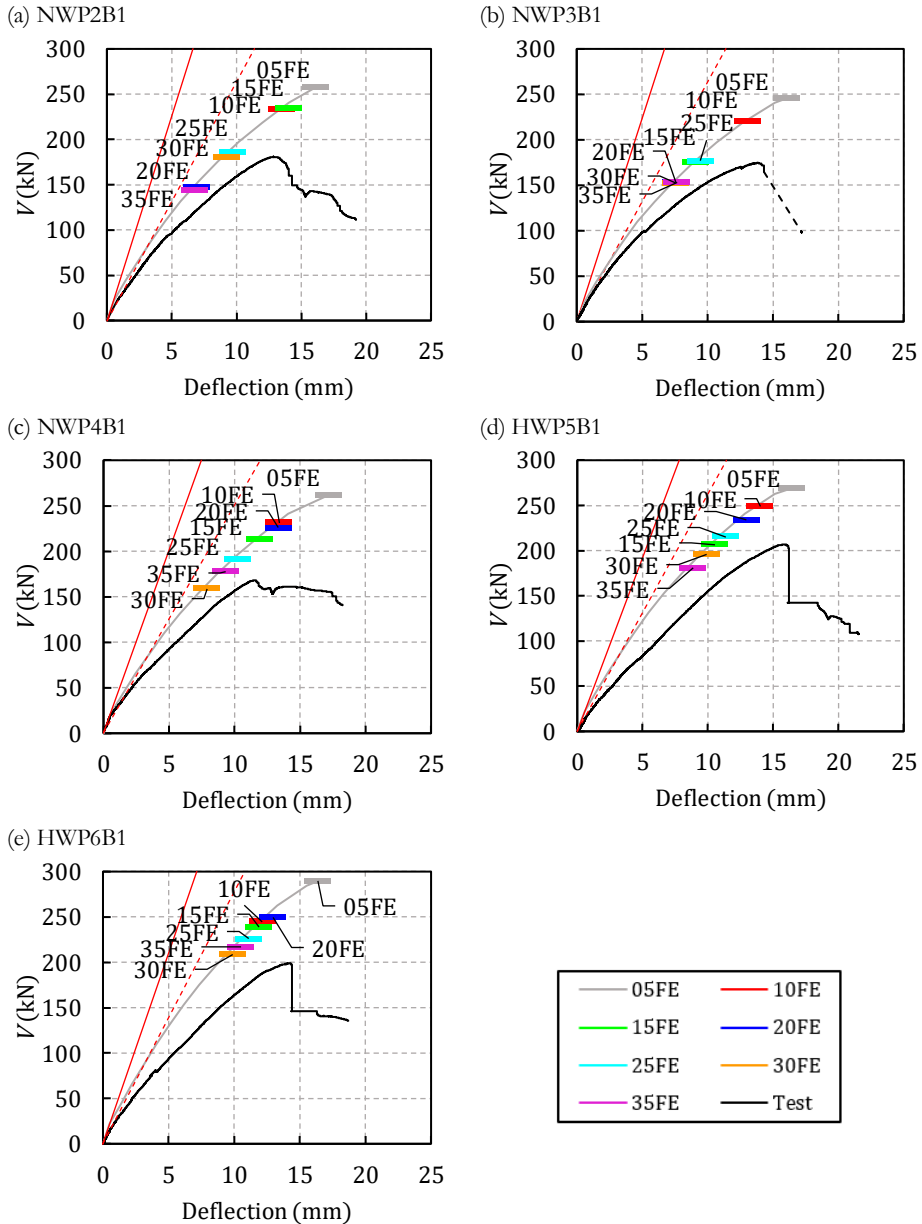 (a) NWP2B1
300
250
200
150
100
50
0
V(kN)
05FE
15FE
10FE
25FE
30FE
20FE
35FE
0 5 10 15 20 25
Deflection (mm)
(b) NWP3B1
300
250
200
150
100
50
0
V(kN)
05FE
10FE
25FE
15FE
20FE
30FE
35FE
0 5 10 15 20 25
Deflection (mm)
(c) NWP4B1
300
250
200
150
100
50
0
V(kN)
05FE
10FE
20FE
15FE
25FE
35FE
30FE
0 5 10 15 20 25
Deflection (mm)
(d) HWP5B1
300
250
200
150
100
50
0
V(kN)
05FE
10FE
20FE
25FE
15FE
30FE
35FE
0 5 10 15 20 25
Deflection (mm)
(e) HWP6B1
300
250
200
150
100
50
0
V(kN)
10FE
05FE
15FE
25FE
20FE
35FE
30FE
0 5 10 15 20 25
Deflection (mm)
05FE 10FE
15FE 20FE
25FE 30FE
35FE Test